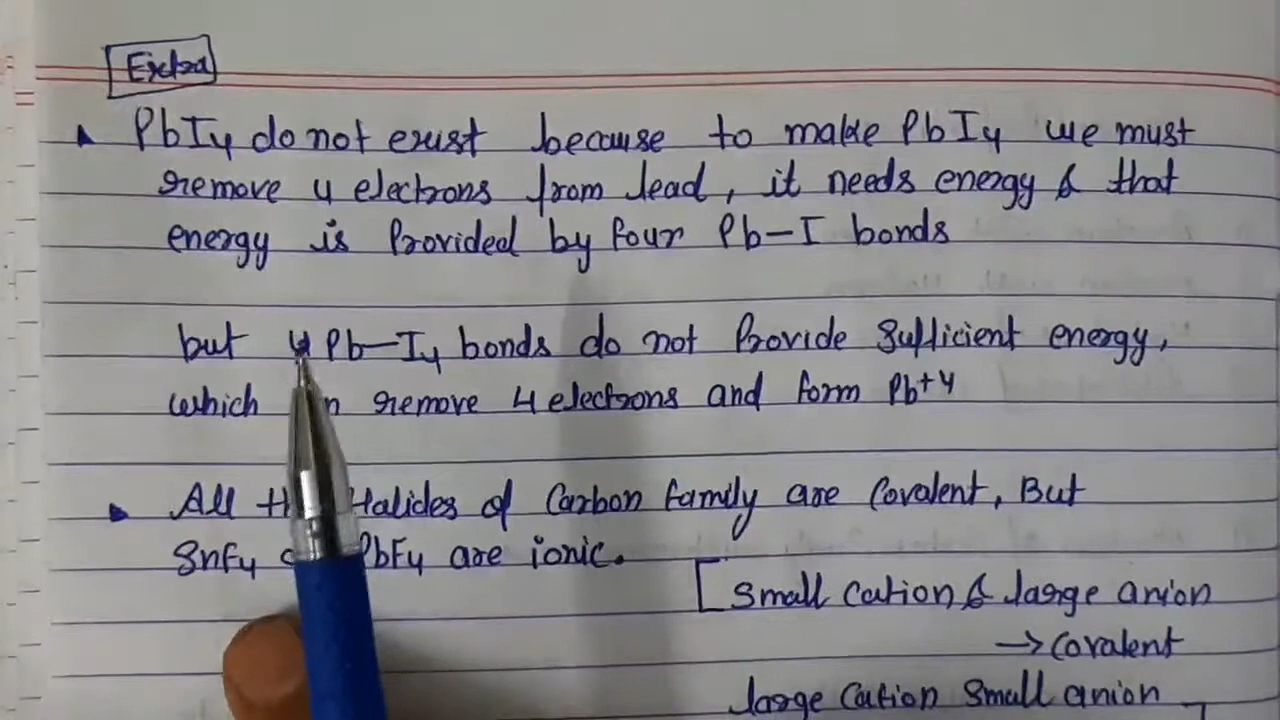 Extra
PbI4 do not exist because to make PbI4 we must
remove 4 electrons from lead, it needs energy & that
energy is Provided by four Pb-I bonds
but 4 Pb-I4 bonds do not Provide Sufficient energy,
which remove 4 electrons and form Pb+4
All Halides of Carbon family are Covalent, But
SnF4 PbF4 are ionic.
[Small Cation & large anion
→ Covalent
large Cation Small anion